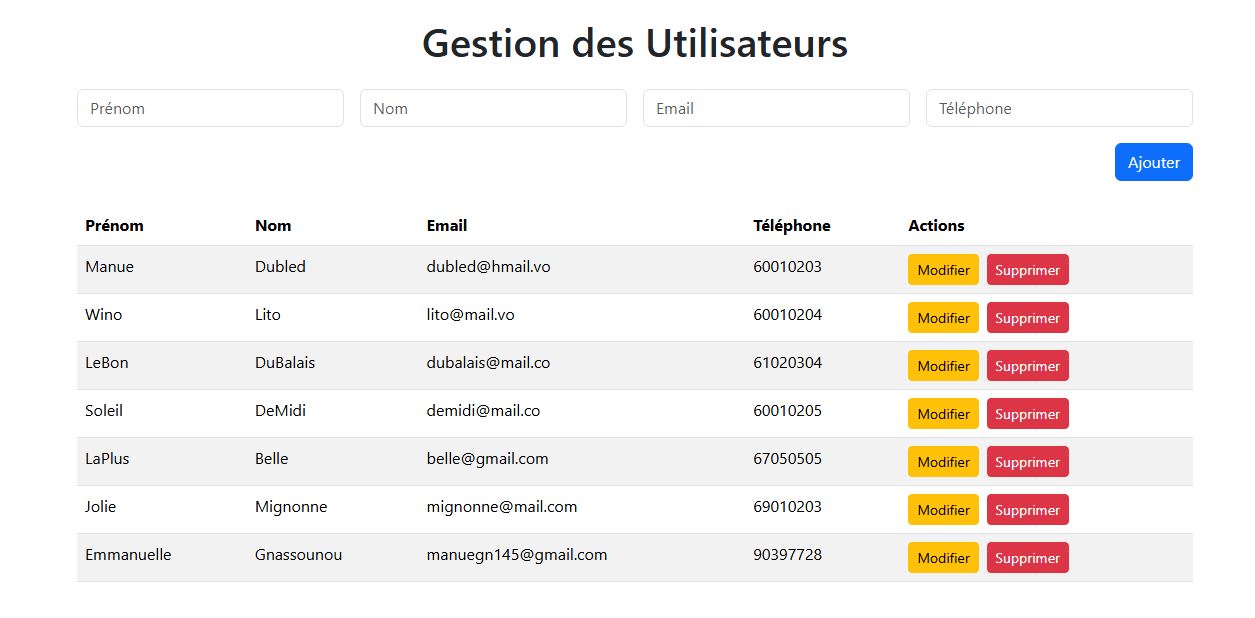 Gestion des Utilisateurs
Prénom Nom Email Téléphone
Ajouter
Prénom Nom Email Téléphone Actions
Manue Dubled dubled@hmail.vo 60010203 Modifier Supprimer
Wino Lito lito@mail.vo 60010204 Modifier Supprimer
LeBon DuBalais dubalais@mail.co 61020304 Modifier Supprimer
Soleil DeMidi demidi@mail.co 60010205 Modifier Supprimer
LaPlus Belle belle@gmail.com 67050505 Modifier Supprimer
Jolie Mignonne mignonne@mail.com 69010203 Modifier Supprimer
Emmanuelle Gnassounou manuegn145@gmail.com 90397728 Modifier Supprimer